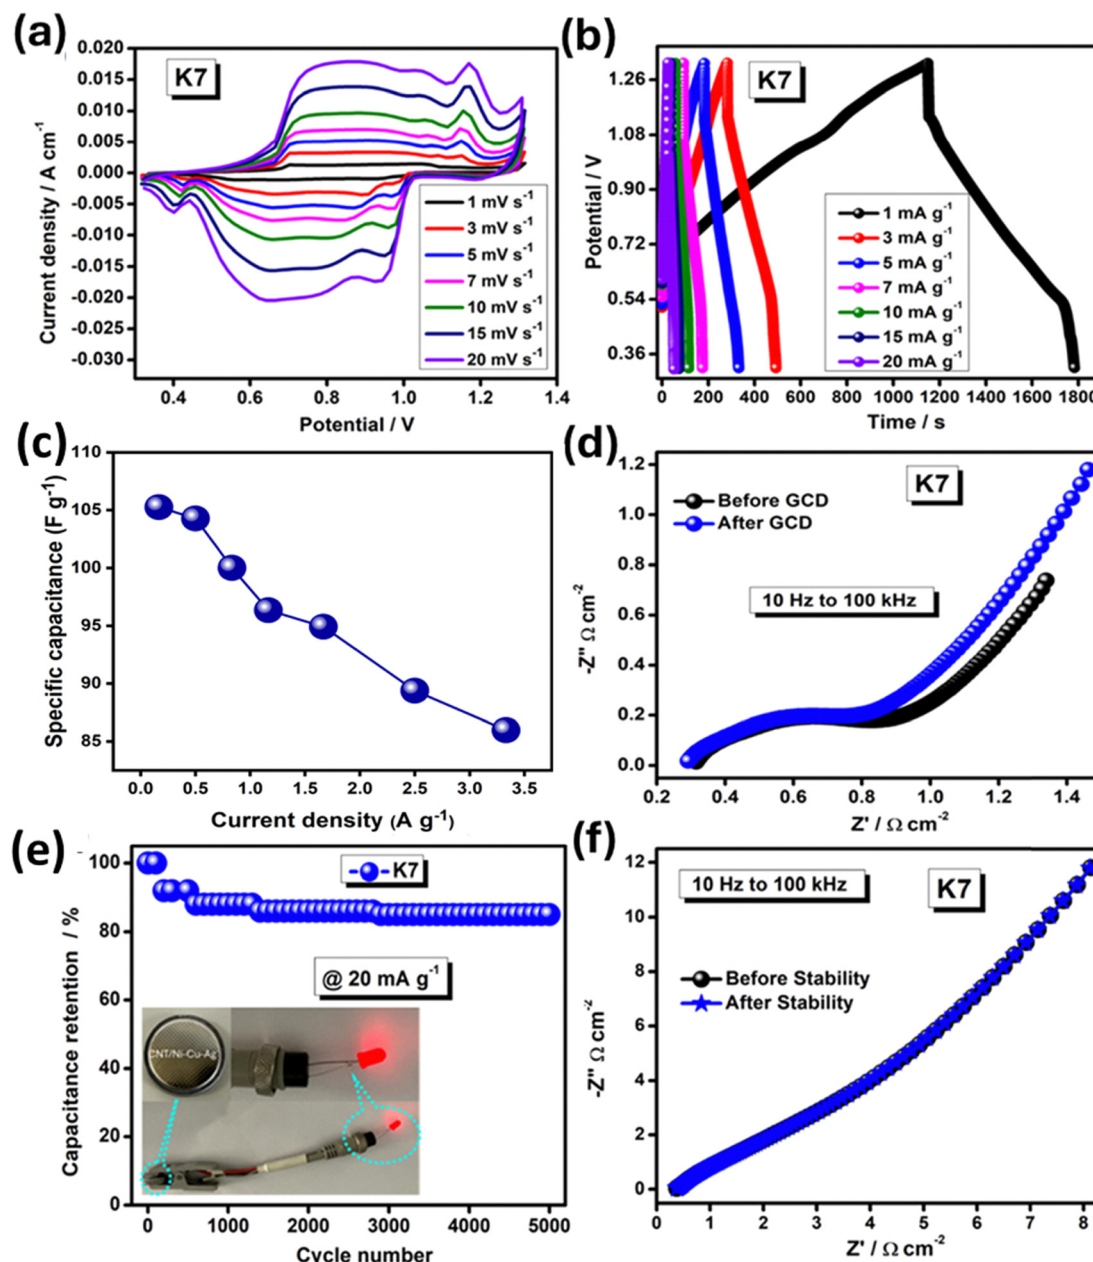 (a)
0.020
0.015
0.010
0.005
0.000
-0.005
-0.010
-0.015
-0.020
-0.025
-0.030
Current density / A cm⁻¹
K7
1 mV s⁻¹
3 mV s⁻¹
5 mV s⁻¹
7 mV s⁻¹
10 mV s⁻¹
15 mV s⁻¹
20 mV s⁻¹
0.4 0.6 0.8 1.0 1.2 1.4
Potential / V
(b)
1.26
1.08
0.90
0.72
0.54
0.36
Potential / V
K7
1 mA g⁻¹
3 mA g⁻¹
5 mA g⁻¹
7 mA g⁻¹
10 mA g⁻¹
15 mA g⁻¹
20 mA g⁻¹
0 200 400 600 800 1000 1200 1400 1600 1800
Time / s
(c)
110
105
100
95
90
85
Specific capacitance (F g⁻¹)
0.0 0.5 1.0 1.5 2.0 2.5 3.0 3.5
Current density (A g⁻¹)
(d)
1.2
1.0
0.8
0.6
0.4
0.2
0.0
-Z'' Ω cm⁻²
K7
Before GCD
After GCD
10 Hz to 100 kHz
0.2 0.4 0.6 0.8 1.0 1.2 1.4
Z' / Ω cm⁻²
(e)
100
80
60
40
20
0
Capacitance retention / %
K7
@ 20 mA g⁻¹
CNT/Ni-Cu-Ag
0 1000 2000 3000 4000 5000
Cycle number
(f)
12
10
8
6
4
2
0
-Z'' Ω cm⁻²
10 Hz to 100 kHz
K7
Before Stability
After Stability
0 1 2 3 4 5 6 7 8
Z' / Ω cm⁻²